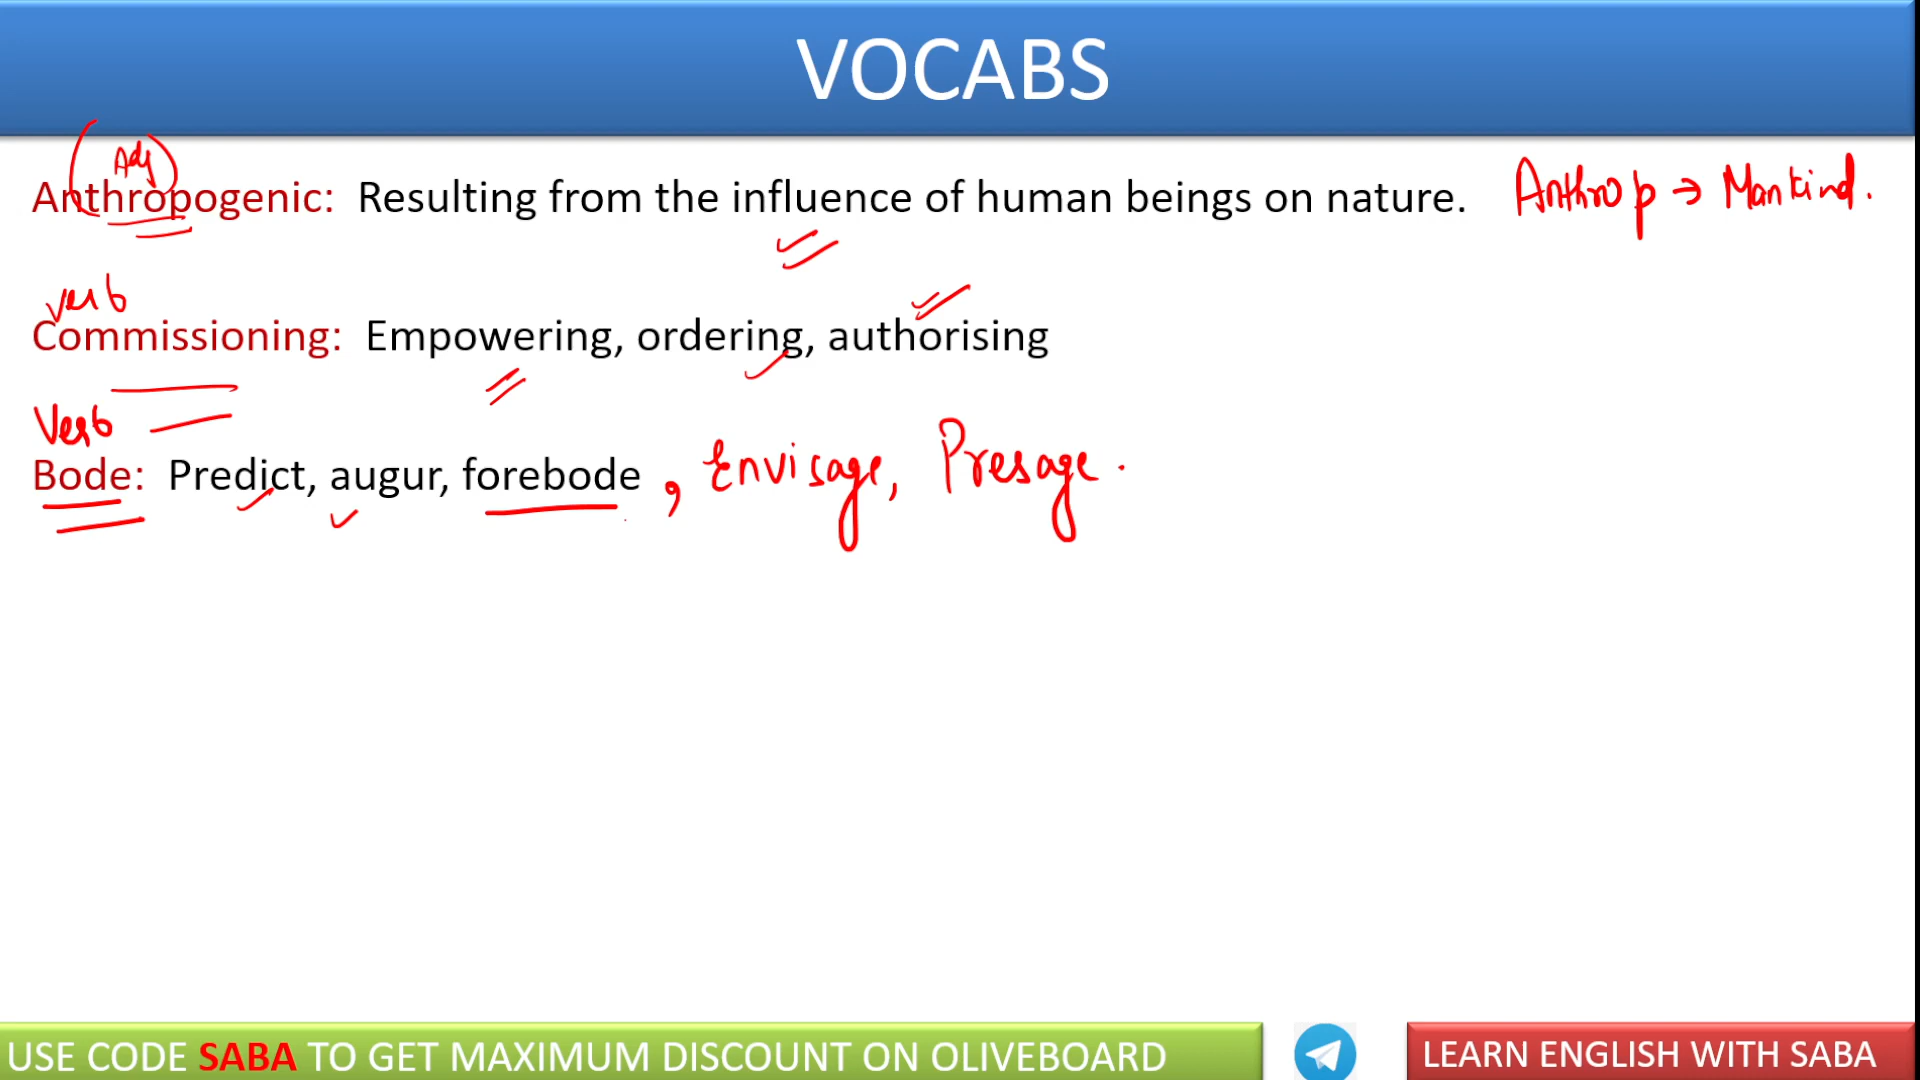 VOCABS
(Adj)
Anthropogenic: Resulting from the influence of human beings on nature. Anthrop → Mankind.
Verb
Commissioning: Empowering, ordering, authorising
Verb
Bode: Predict, augur, forebode , Envisage, Presage.
USE CODE SABA TO GET MAXIMUM DISCOUNT ON OLIVEBOARD
LEARN ENGLISH WITH SABA